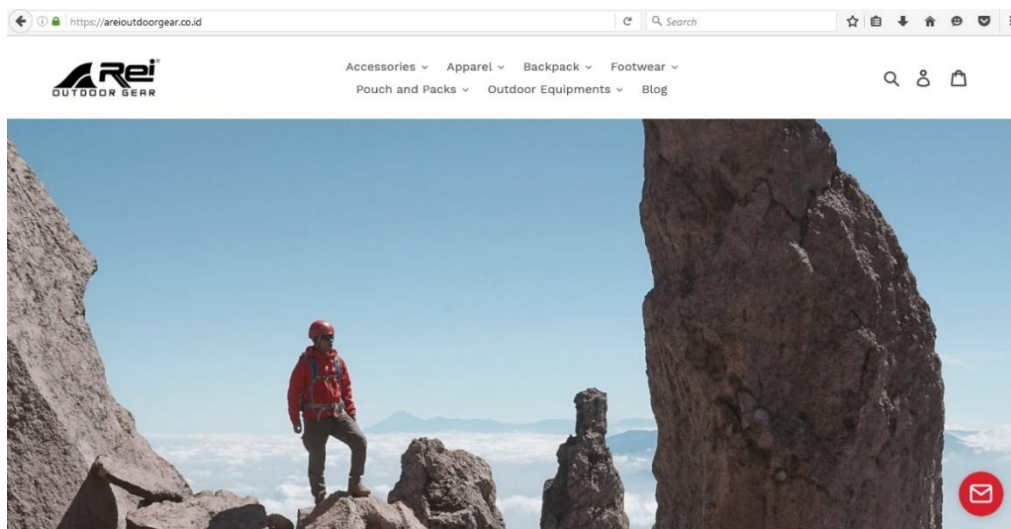 https://areioutdoorgear.co.id
Search
Rei
OUTDOOR GEAR
Accessories Apparel Backpack Footwear
Pouch and Packs Outdoor Equipments Blog